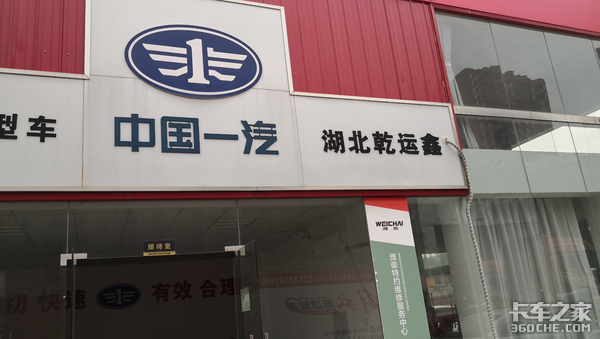 中国一汽
型车
湖北乾运鑫
WEICHAI
潍柴
潍柴特约维修服务中心
接待室
切 快速 有效 合理
卡车之家
360CHE.COM